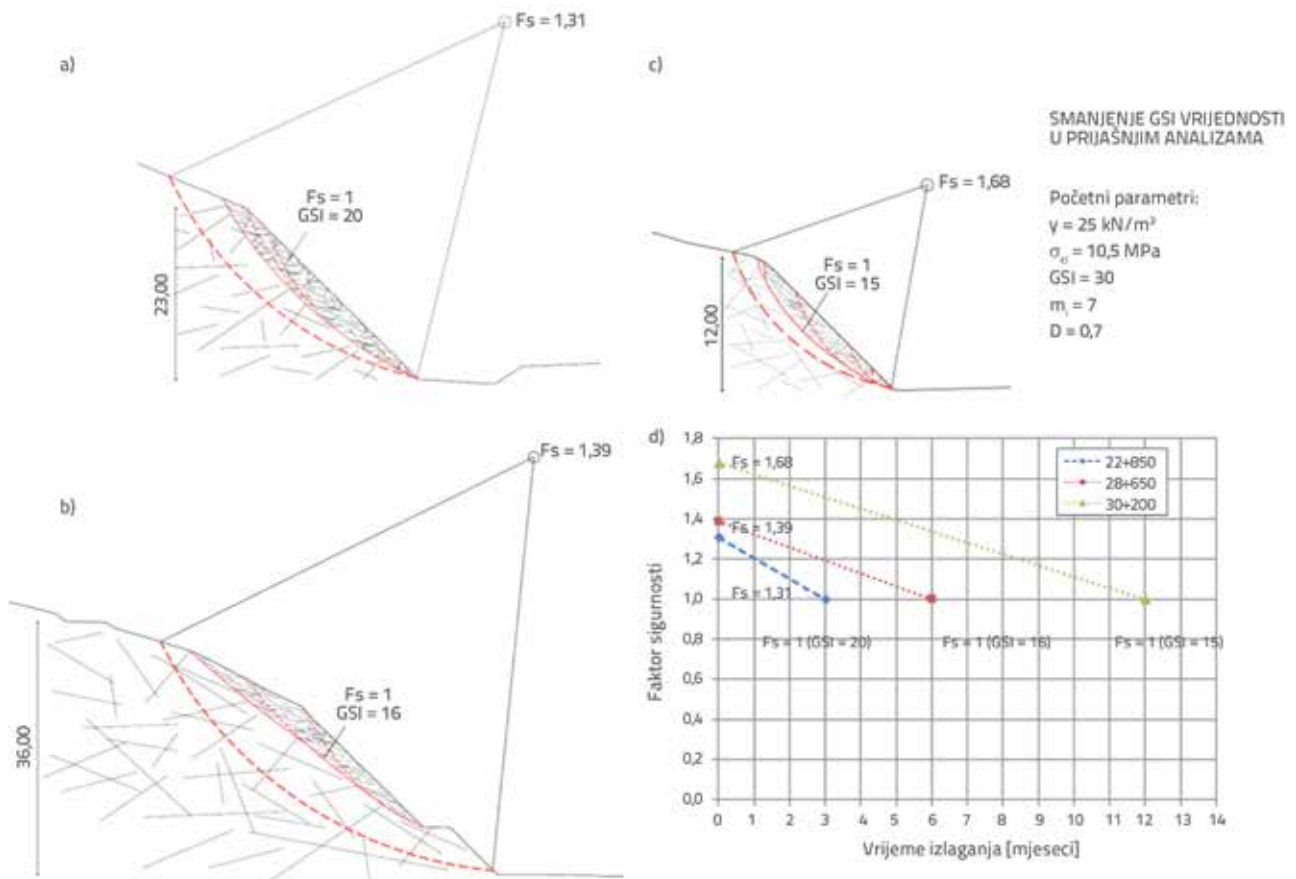 a)
Fs = 1,31
Fs = 1
GSI = 20
23,00
b)
Fs = 1,39
Fs = 1
GSI = 16
36,00
c)
Fs = 1,68
Fs = 1
GSI = 15
12,00
SMANJENJE GSI VRIJEDNOSTI
U PRIJAŠNJIM ANALIZAMA
Početni parametri:
γ = 25 kN/m³
σci = 10,5 MPa
GSI = 30
mi = 7
D = 0,7
d)
Faktor sigurnosti
1,8
1,6
1,4
1,2
1,0
0,8
0,6
0,4
0,2
0,0
Fs = 1,68
Fs = 1,39
Fs = 1,31
22+850
28+650
30+200
Fs = 1 (GSI = 20)
Fs = 1 (GSI = 16)
Fs = 1 (GSI = 15)
0 1 2 3 4 5 6 7 8 9 10 11 12 13 14
Vrijeme izlaganja [mjeseci]